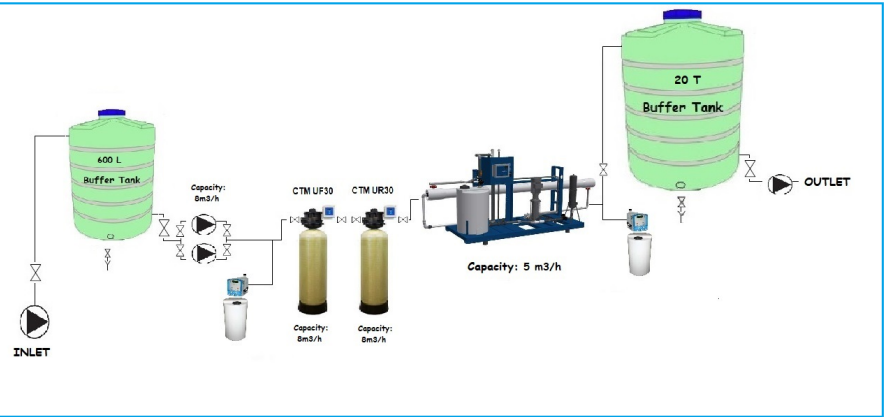 20 T
Buffer Tank
600 L
Buffer Tank
Capacity:
8m3/h
CTM UF30
CTM UR30
OUTLET
Capacity: 5 m3/h
Capacity:
8m3/h
Capacity:
8m3/h
INLET